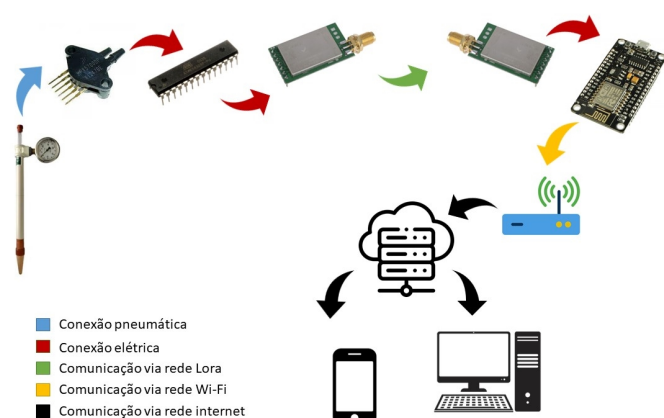 Conexão pneumática
Conexão elétrica
Comunicação via rede Lora
Comunicação via rede Wi-Fi
Comunicação via rede internet